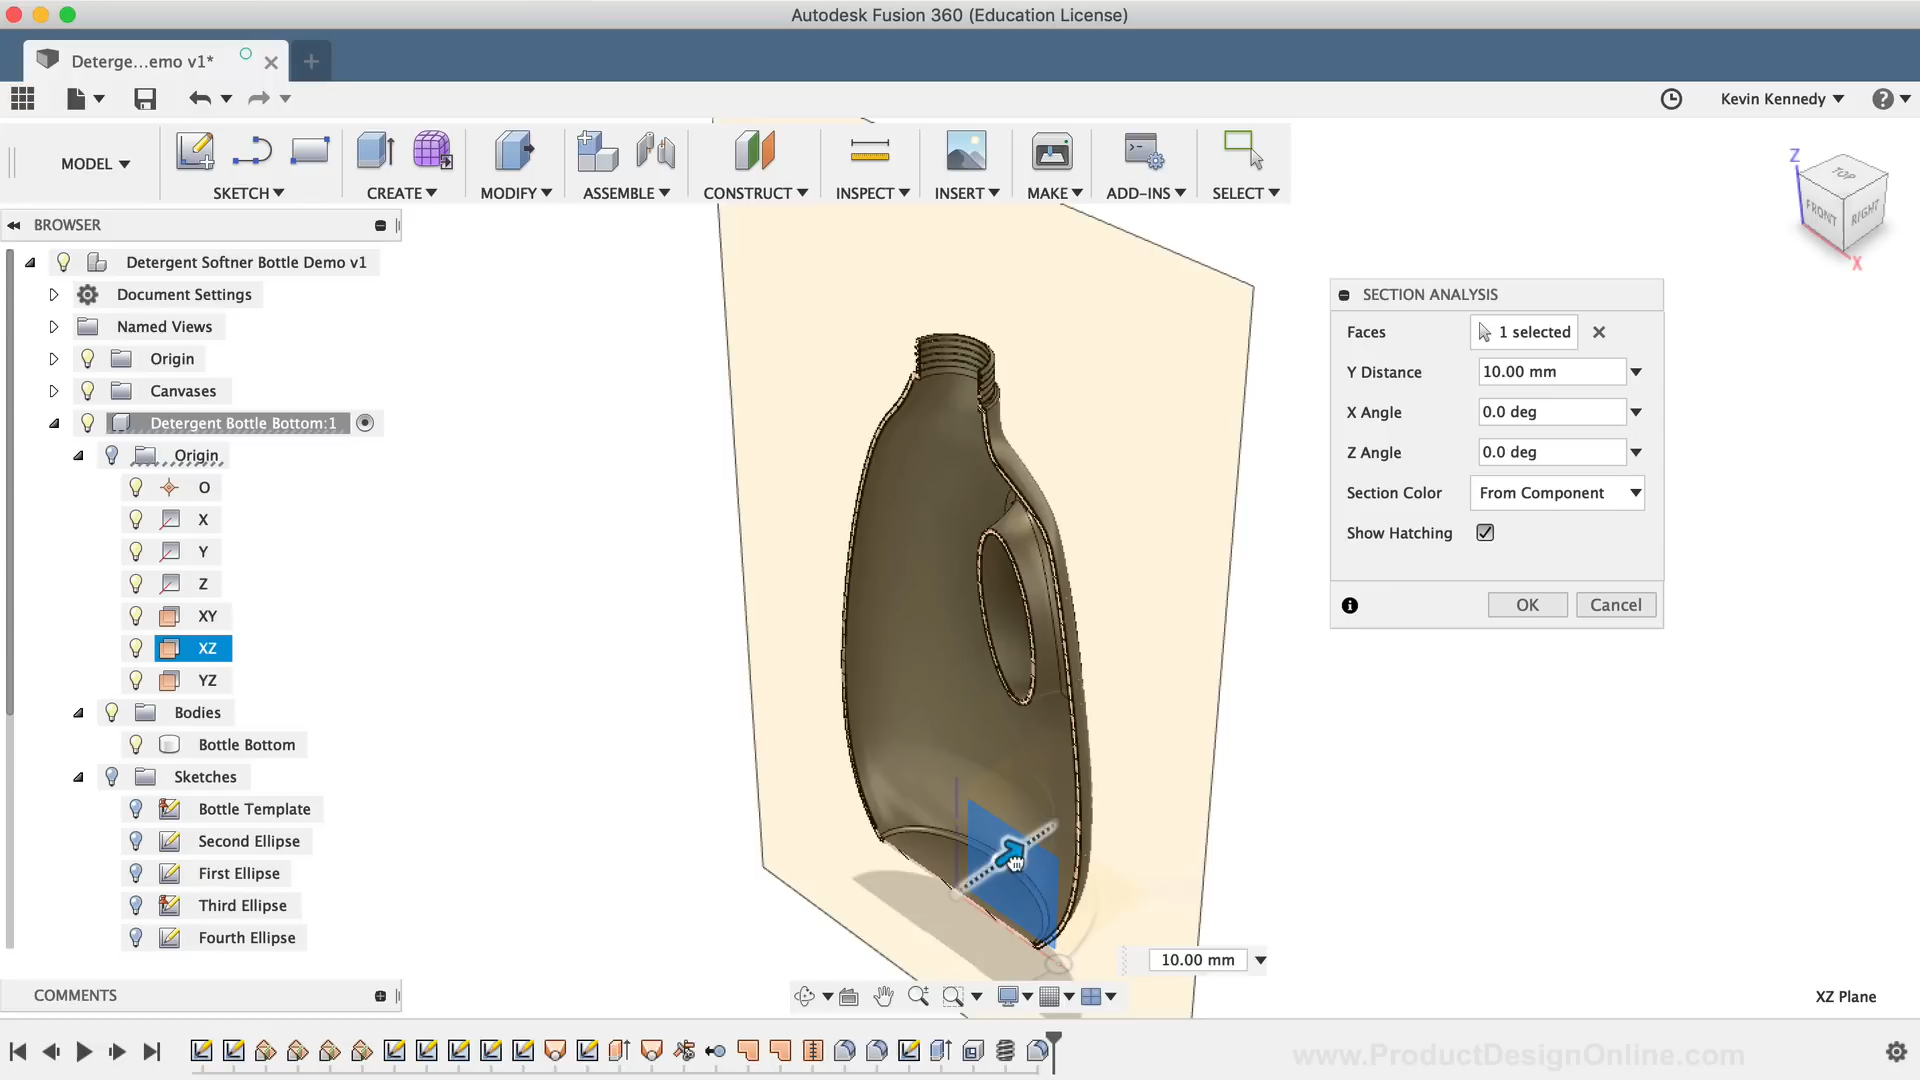 Autodesk Fusion 360 (Education License)
Deterge...emo v1*
Kevin Kennedy
MODEL
SKETCH
CREATE
MODIFY
ASSEMBLE
CONSTRUCT
INSPECT
INSERT
MAKE
ADD-INS
SELECT
Z
TOP
FRONT
RIGHT
X
BROWSER
Detergent Softner Bottle Demo v1
Document Settings
Named Views
Origin
Canvases
Detergent Bottle Bottom:1
Origin
O
X
Y
Z
XY
XZ
YZ
Bodies
Bottle Bottom
Sketches
Bottle Template
Second Ellipse
First Ellipse
Third Ellipse
Fourth Ellipse
SECTION ANALYSIS
Faces 1 selected
Y Distance 10.00 mm
X Angle 0.0 deg
Z Angle 0.0 deg
Section Color From Component
Show Hatching
OK Cancel
10.00 mm
COMMENTS
XZ Plane
www.ProductDesignOnline.com